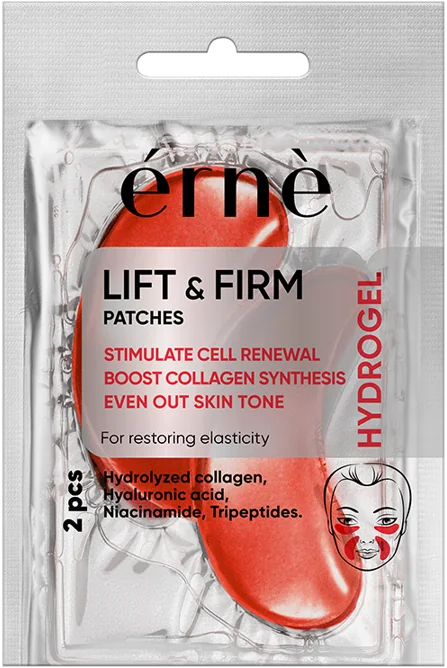 érnè
LIFT & FIRM
PATCHES
STIMULATE CELL RENEWAL
BOOST COLLAGEN SYNTHESIS
EVEN OUT SKIN TONE
For restoring elasticity
HYDROGEL
2 pcs
Hydrolyzed collagen,
Hyaluronic acid,
Niacinamide, Tripeptides.